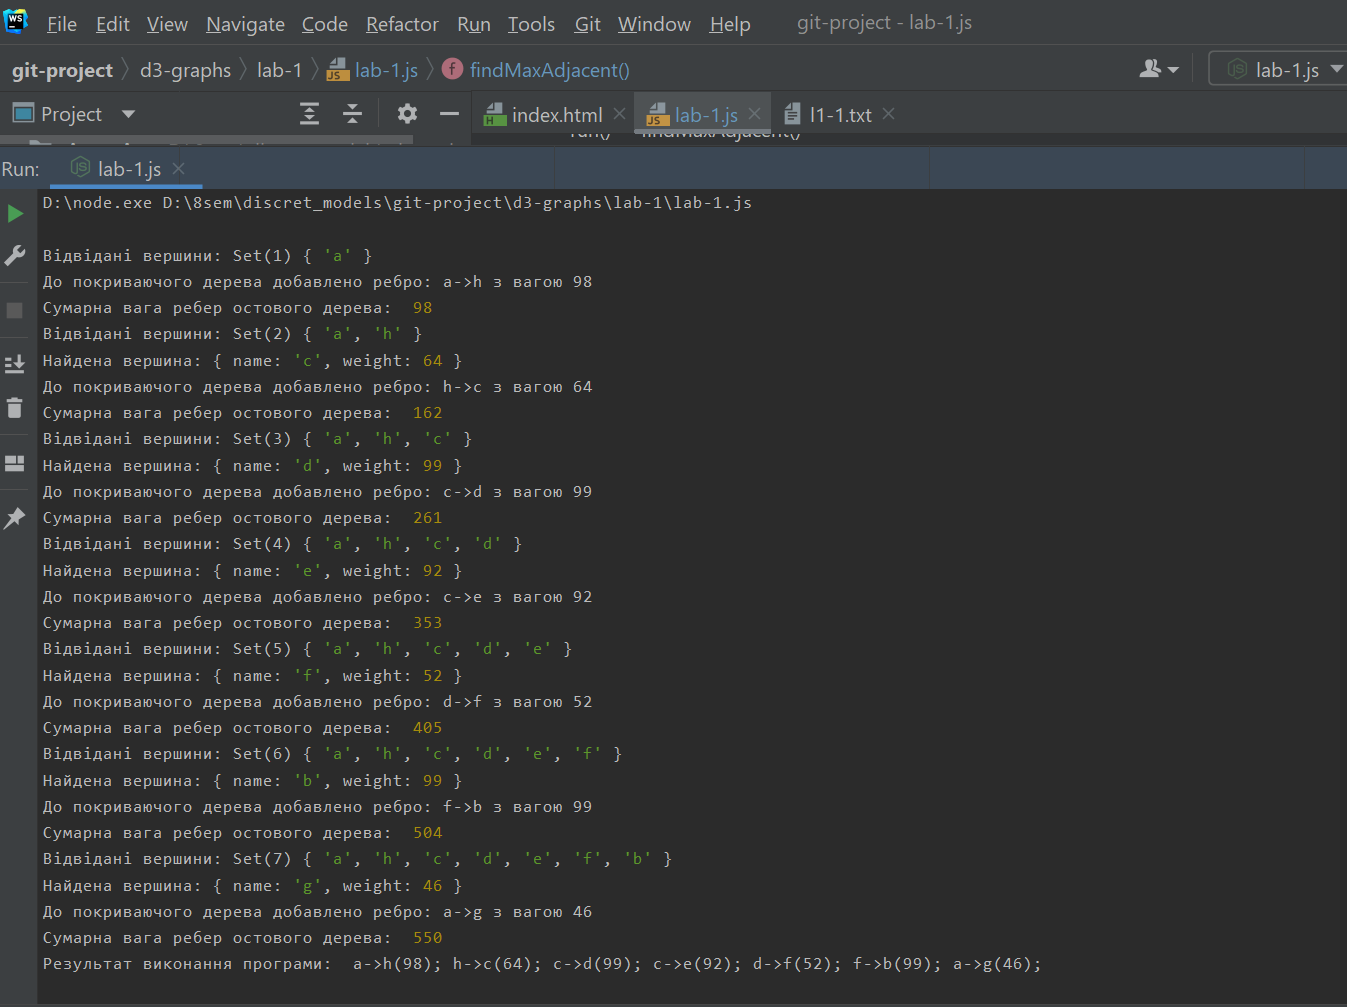 WS File Edit View Navigate Code Refactor Run Tools Git Window Help git-project - lab-1.js
git-project d3-graphs lab-1 JS lab-1.js f findMaxAdjacent() JS lab-1.js
Project H index.html JS lab-1.js l1-1.txt
run() findMaxAdjacent()
Run: JS lab-1.js
D:\node.exe D:\8sem\discret_models\git-project\d3-graphs\lab-1\lab-1.js
Відвідані вершини: Set(1) { 'a' }
До покриваючого дерева добавлено ребро: a->h з вагою 98
Сумарна вага ребер остового дерева:  98
Відвідані вершини: Set(2) { 'a', 'h' }
Найдена вершина: { name: 'c', weight: 64 }
До покриваючого дерева добавлено ребро: h->c з вагою 64
Сумарна вага ребер остового дерева:  162
Відвідані вершини: Set(3) { 'a', 'h', 'c' }
Найдена вершина: { name: 'd', weight: 99 }
До покриваючого дерева добавлено ребро: c->d з вагою 99
Сумарна вага ребер остового дерева:  261
Відвідані вершини: Set(4) { 'a', 'h', 'c', 'd' }
Найдена вершина: { name: 'e', weight: 92 }
До покриваючого дерева добавлено ребро: c->e з вагою 92
Сумарна вага ребер остового дерева:  353
Відвідані вершини: Set(5) { 'a', 'h', 'c', 'd', 'e' }
Найдена вершина: { name: 'f', weight: 52 }
До покриваючого дерева добавлено ребро: d->f з вагою 52
Сумарна вага ребер остового дерева:  405
Відвідані вершини: Set(6) { 'a', 'h', 'c', 'd', 'e', 'f' }
Найдена вершина: { name: 'b', weight: 99 }
До покриваючого дерева добавлено ребро: f->b з вагою 99
Сумарна вага ребер остового дерева:  504
Відвідані вершини: Set(7) { 'a', 'h', 'c', 'd', 'e', 'f', 'b' }
Найдена вершина: { name: 'g', weight: 46 }
До покриваючого дерева добавлено ребро: a->g з вагою 46
Сумарна вага ребер остового дерева:  550
Результат виконання програми:  a->h(98); h->c(64); c->d(99); c->e(92); d->f(52); f->b(99); a->g(46);